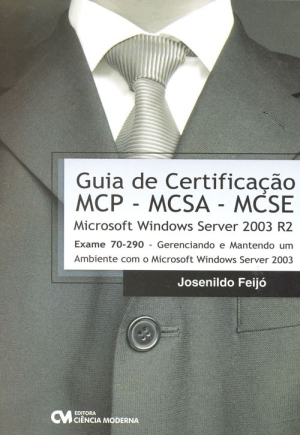 Guia de Certificação
MCP - MCSA - MCSE
Microsoft Windows Server 2003 R2
Exame 70-290 - Gerenciando e Mantendo um
Ambiente com o Microsoft Windows Server 2003
Josenildo Feijó
CM
EDITORA
CIÊNCIA MODERNA